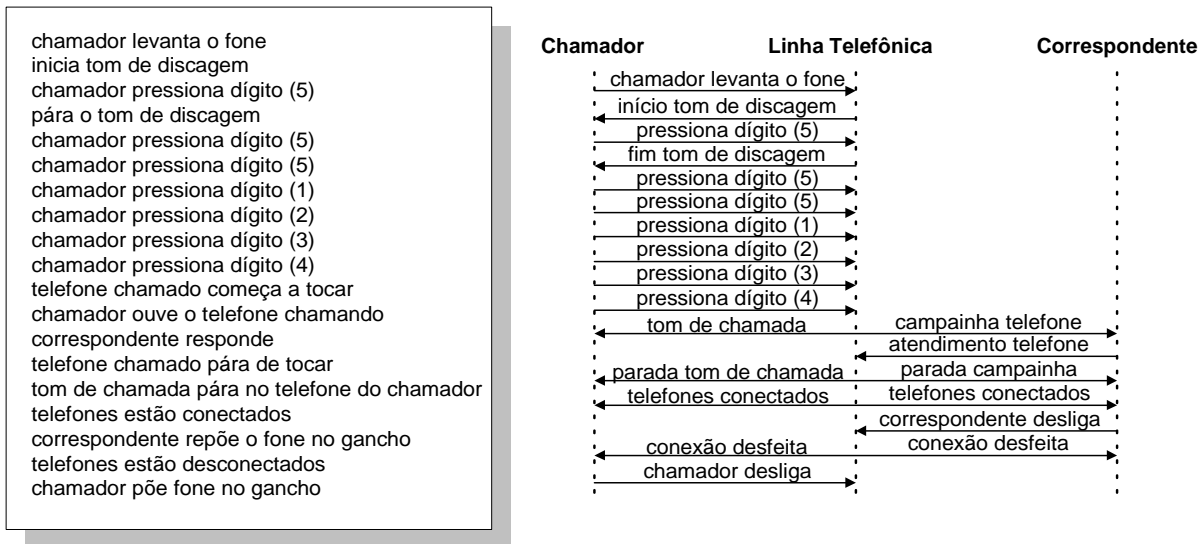 chamador levanta o fone
inicia tom de discagem
chamador pressiona dígito (5)
pára o tom de discagem
chamador pressiona dígito (5)
chamador pressiona dígito (5)
chamador pressiona dígito (1)
chamador pressiona dígito (2)
chamador pressiona dígito (3)
chamador pressiona dígito (4)
telefone chamado começa a tocar
chamador ouve o telefone chamando
correspondente responde
telefone chamado pára de tocar
tom de chamada pára no telefone do chamador
telefones estão conectados
correspondente repõe o fone no gancho
telefones estão desconectados
chamador põe fone no gancho
Chamador Linha Telefônica Correspondente
chamador levanta o fone
início tom de discagem
pressiona dígito (5)
fim tom de discagem
pressiona dígito (5)
pressiona dígito (5)
pressiona dígito (1)
pressiona dígito (2)
pressiona dígito (3)
pressiona dígito (4)
tom de chamada campainha telefone
atendimento telefone
parada tom de chamada parada campainha
telefones conectados telefones conectados
correspondente desliga
conexão desfeita conexão desfeita
chamador desliga